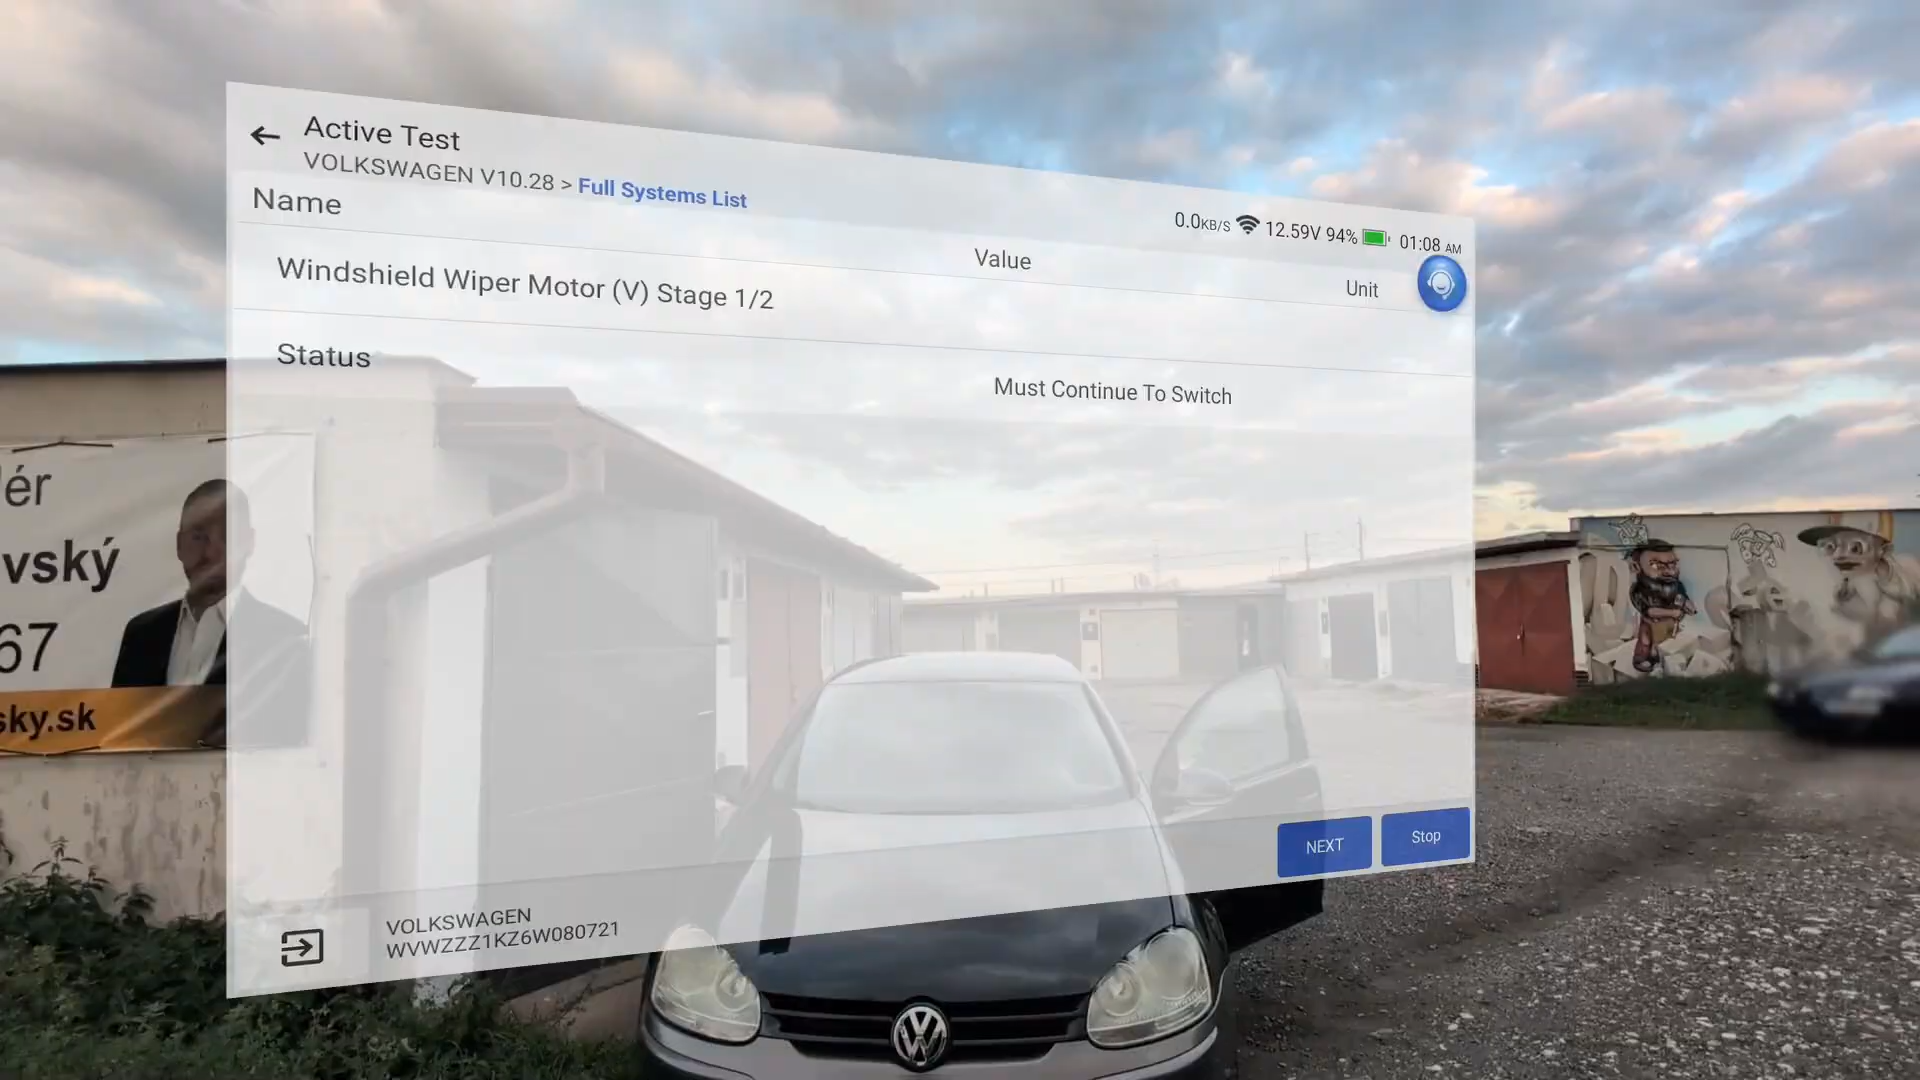 Active Test
VOLKSWAGEN V10.28 > Full Systems List
0.0KB/S 12.59V 94% 01:08 AM
Name Value Unit
Windshield Wiper Motor (V) Stage 1/2
Status Must Continue To Switch
NEXT Stop
VOLKSWAGEN
WVWZZZ1KZ6W080721
ér
vský
67
sky.sk